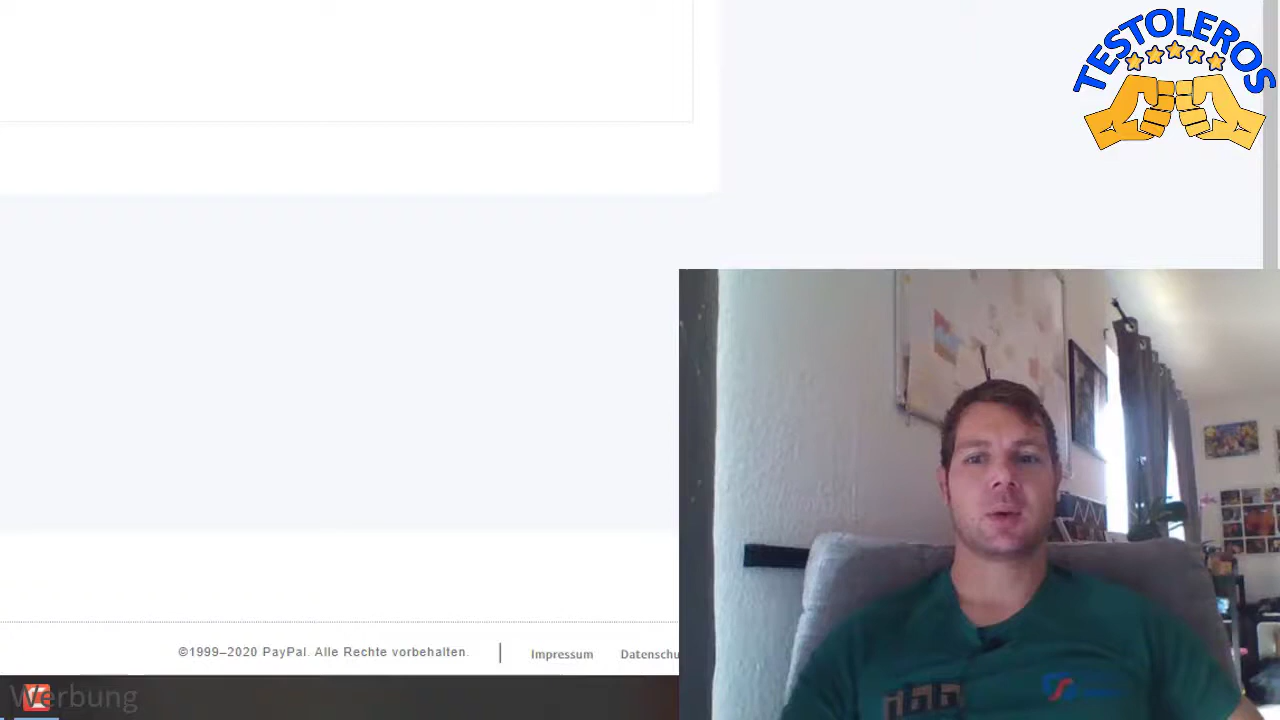 TESTOLEROS
©1999–2020 PayPal. Alle Rechte vorbehalten. | Impressum
Werbung